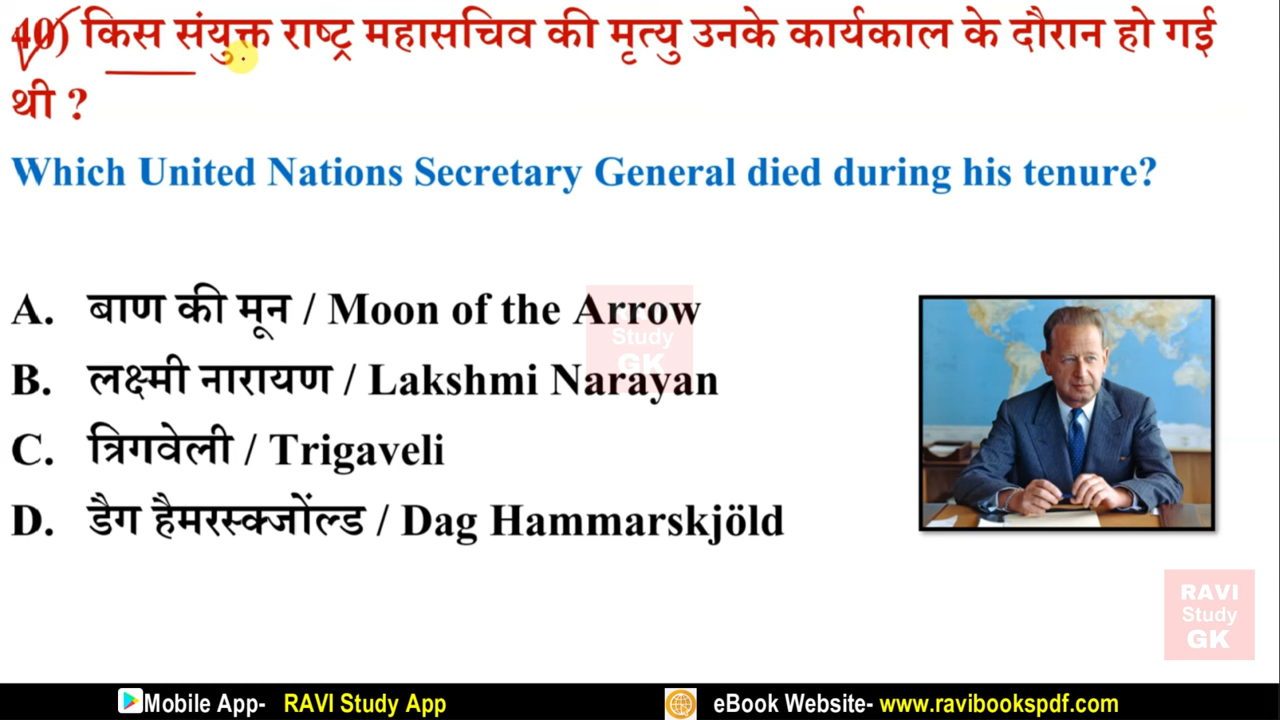 40) किस संयुक्त राष्ट्र महासचिव की मृत्यु उनके कार्यकाल के दौरान हो गई
थी ?
Which United Nations Secretary General died during his tenure?
A. बाण की मून / Moon of the Arrow
B. लक्ष्मी नारायण / Lakshmi Narayan
C. त्रिगवेली / Trigaveli
D. डैग हैमरस्क्जोंल्ड / Dag Hammarskjöld
Study
GK
RAVI
Study
GK
Mobile App- RAVI Study App eBook Website- www.ravibookspdf.com